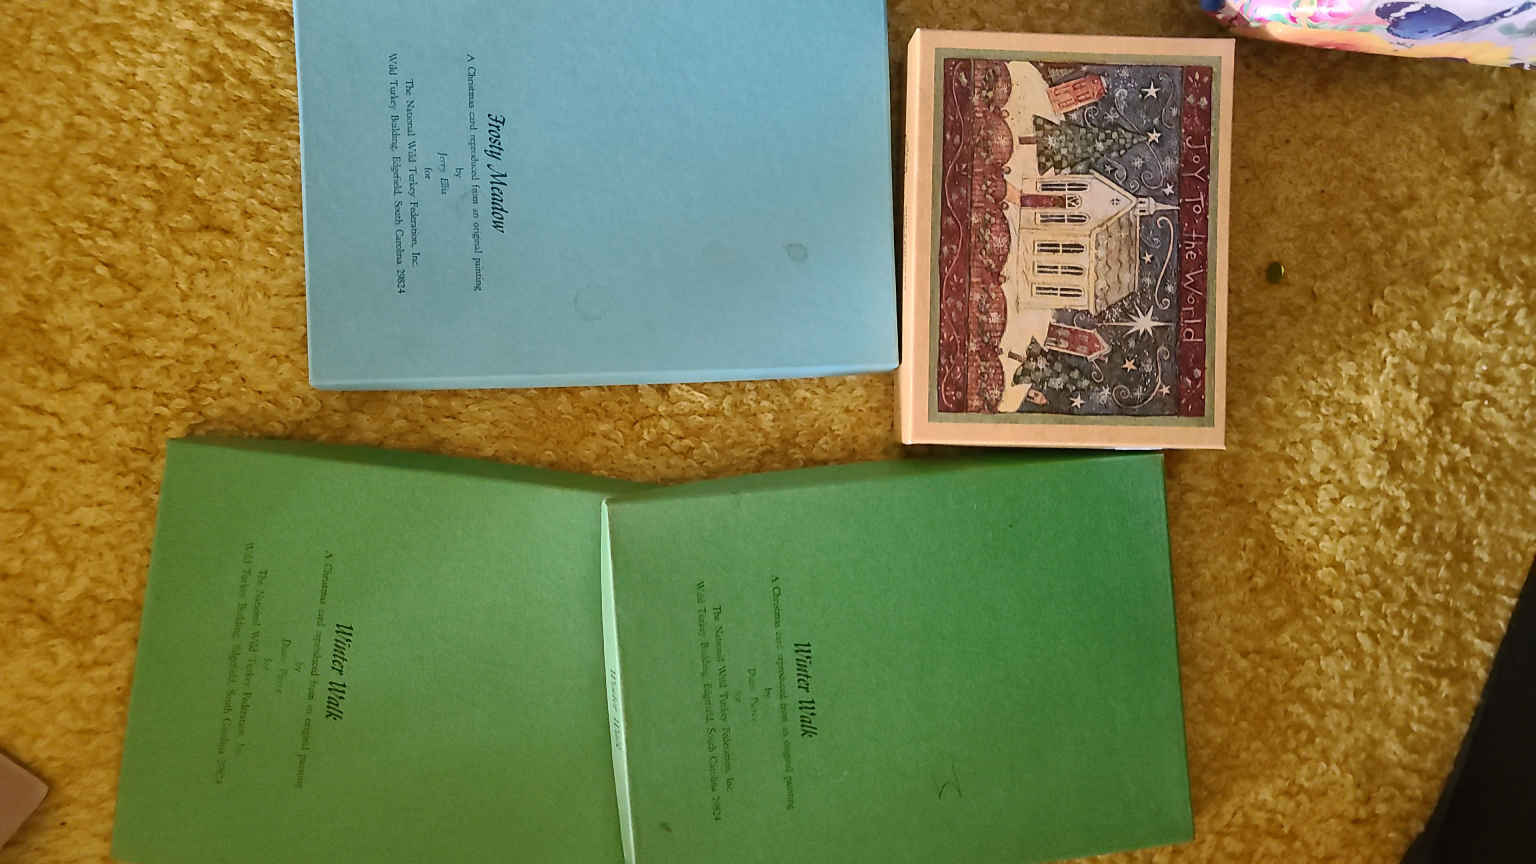 Frosty Meadow
A Christmas card reproduced from an original painting
by
Jerry Ellis
for
The National Wild Turkey Federation, Inc.
Wild Turkey Building, Edgefield, South Carolina 29824
Joy To the World
Winter Walk
A Christmas card reproduced from an original painting
by
Pierce
for
The National Wild Turkey Federation, Inc.
Wild Turkey Building, Edgefield, South Carolina 29824
Winter Walk
A Christmas card reproduced from an original painting
by
Pierce
for
The National Wild Turkey Federation, Inc.
Wild Turkey Building, Edgefield, South Carolina 29824